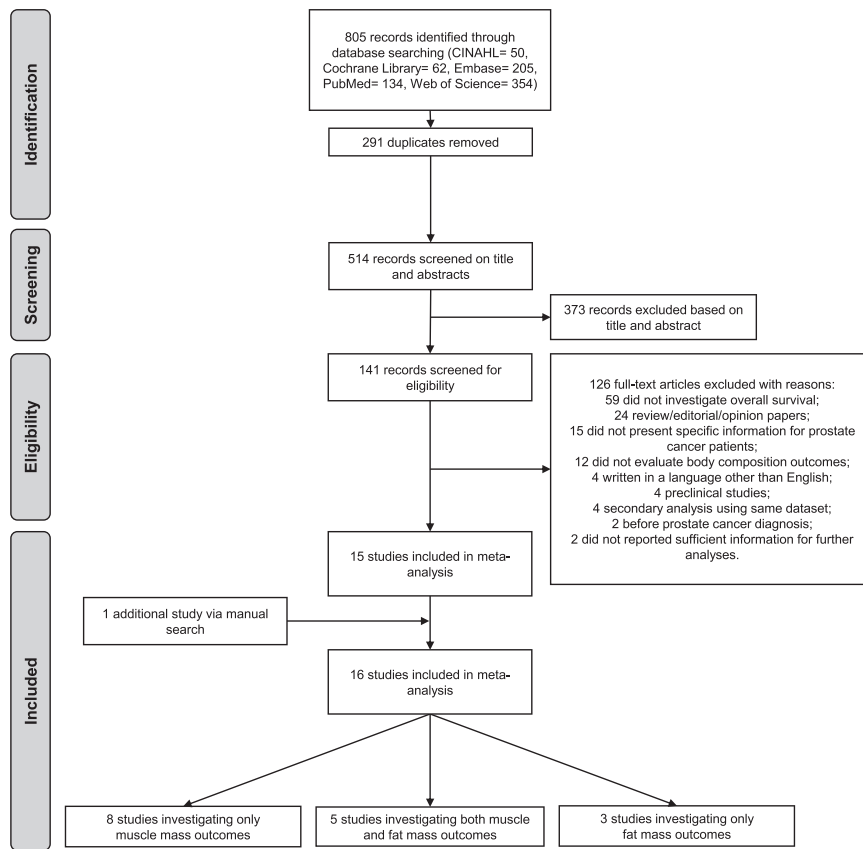 Identification
805 records identified through
database searching (CINAHL= 50,
Cochrane Library= 62, Embase= 205,
PubMed= 134, Web of Science= 354)
291 duplicates removed
Screening
514 records screened on title
and abstracts
373 records excluded based on
title and abstract
Eligibility
141 records screened for
eligibility
126 full-text articles excluded with reasons:
59 did not investigate overall survival;
24 review/editorial/opinion papers;
15 did not present specific information for prostate
cancer patients;
12 did not evaluate body composition outcomes;
4 written in a language other than English;
4 preclinical studies;
4 secondary analysis using same dataset;
2 before prostate cancer diagnosis;
2 did not reported sufficient information for further
analyses.
Included
15 studies included in meta-
analysis
1 additional study via manual
search
16 studies included in meta-
analysis
8 studies investigating only
muscle mass outcomes
5 studies investigating both muscle
and fat mass outcomes
3 studies investigating only
fat mass outcomes